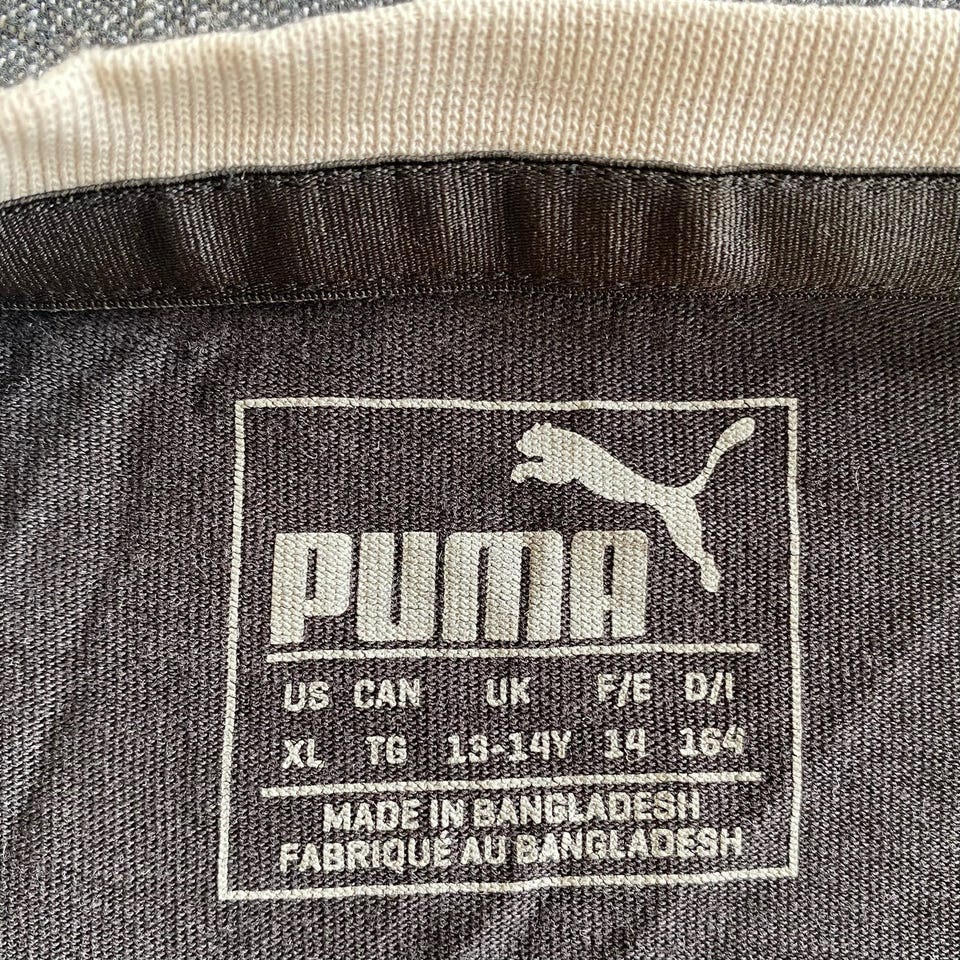 PUMA
US CAN UK F/E D/I
XL TG 13-14Y 14 164
MADE IN BANGLADESH
FABRIQUÉ AU BANGLADESH